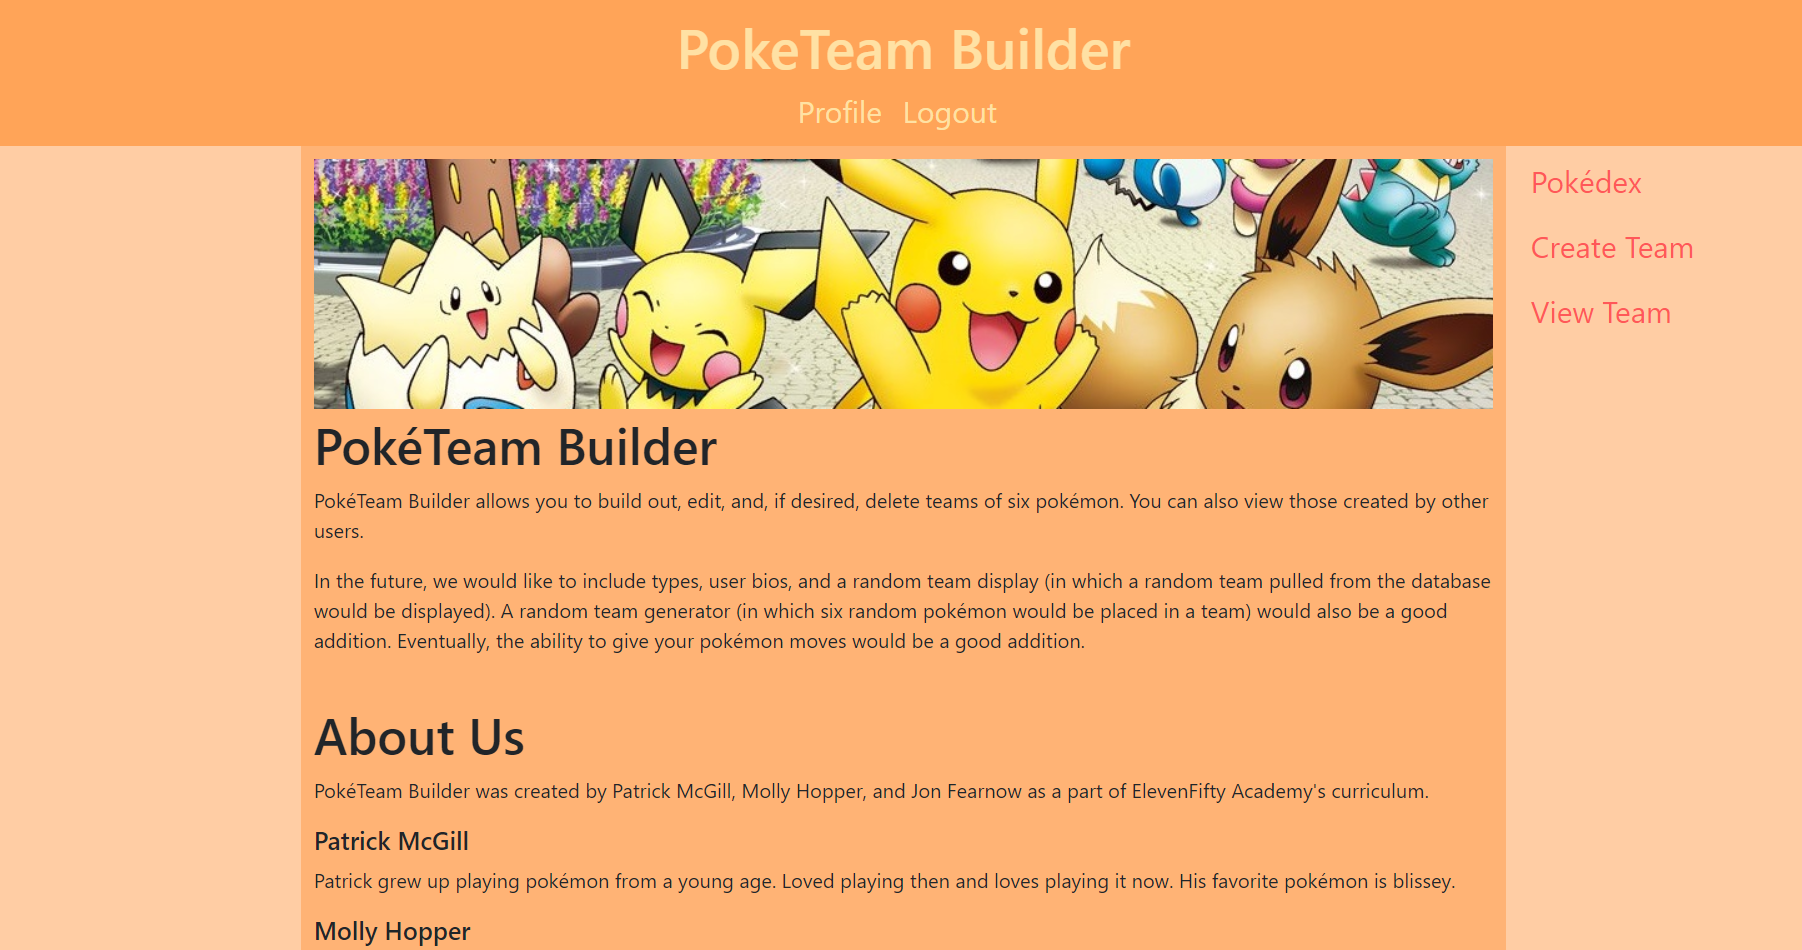 PokeTeam Builder
Profile Logout
Pokédex
Create Team
View Team
PokéTeam Builder
PokéTeam Builder allows you to build out, edit, and, if desired, delete teams of six pokémon. You can also view those created by other
users.
In the future, we would like to include types, user bios, and a random team display (in which a random team pulled from the database
would be displayed). A random team generator (in which six random pokémon would be placed in a team) would also be a good
addition. Eventually, the ability to give your pokémon moves would be a good addition.
About Us
PokéTeam Builder was created by Patrick McGill, Molly Hopper, and Jon Fearnow as a part of ElevenFifty Academy's curriculum.
Patrick McGill
Patrick grew up playing pokémon from a young age. Loved playing then and loves playing it now. His favorite pokémon is blissey.
Molly Hopper